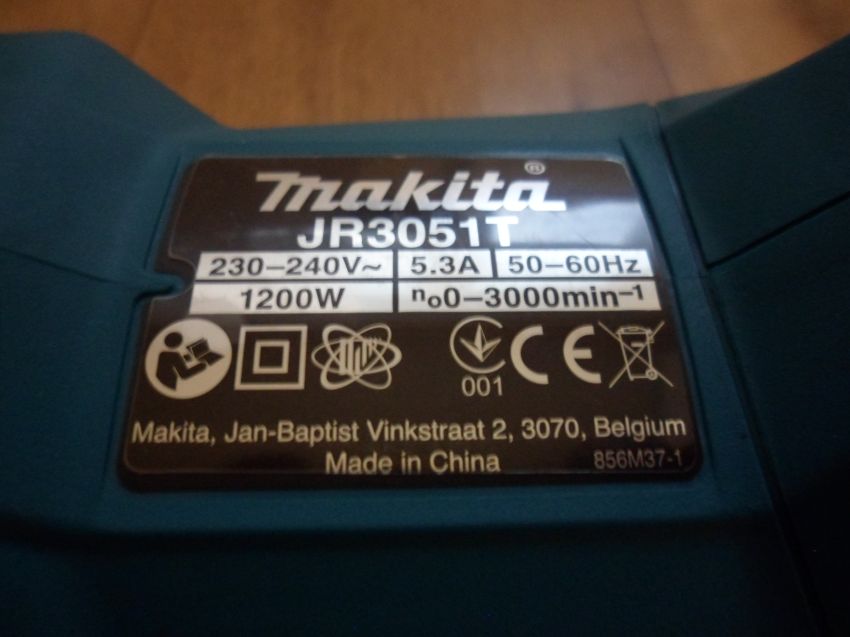 makita®
JR3051T
230–240V~ 5.3A 50–60Hz
1200W n₀0–3000min⁻¹
001 CE
Makita, Jan-Baptist Vinkstraat 2, 3070, Belgium
Made in China 856M37-1